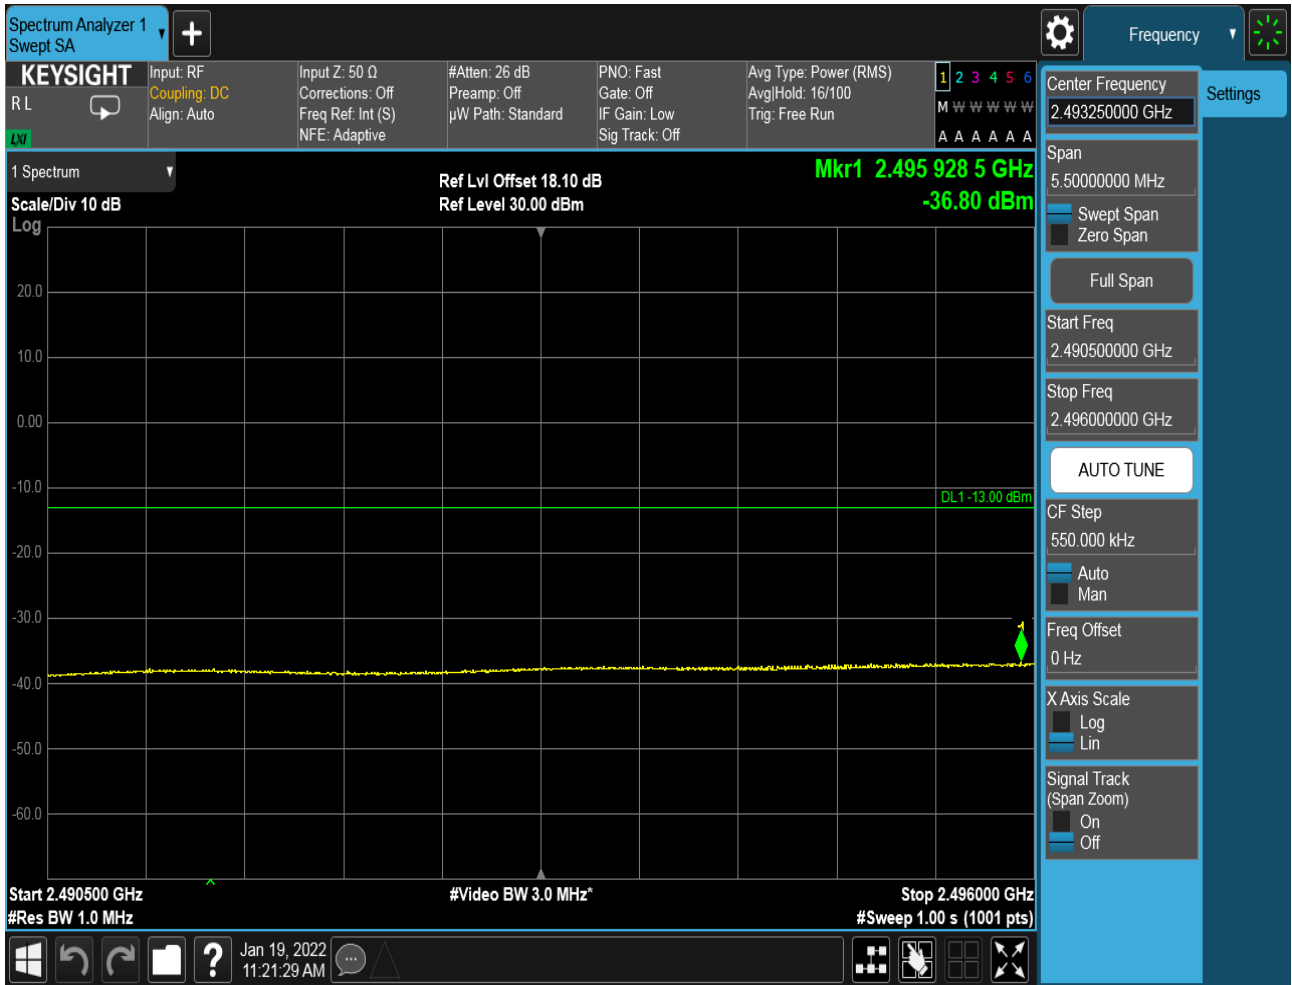 Spectrum Analyzer 1
Swept SA
Frequency
KEYSIGHT
R L
LXI
Input: RF
Coupling: DC
Align: Auto
Input Z: 50 Ω
Corrections: Off
Freq Ref: Int (S)
NFE: Adaptive
#Atten: 26 dB
Preamp: Off
µW Path: Standard
PNO: Fast
Gate: Off
IF Gain: Low
Sig Track: Off
Avg Type: Power (RMS)
Avg|Hold: 16/100
Trig: Free Run
1 2 3 4 5 6
M W W W W W
A A A A A A
1 Spectrum
Scale/Div 10 dB
Log
Ref Lvl Offset 18.10 dB
Ref Level 30.00 dBm
Mkr1 2.495 928 5 GHz
-36.80 dBm
20.0
10.0
0.00
-10.0
DL1 -13.00 dBm
-20.0
-30.0
1
-40.0
-50.0
-60.0
Start 2.490500 GHz
#Res BW 1.0 MHz
#Video BW 3.0 MHz*
Stop 2.496000 GHz
#Sweep 1.00 s (1001 pts)
Jan 19, 2022
11:21:29 AM
Center Frequency
2.493250000 GHz
Settings
Span
5.50000000 MHz
Swept Span
Zero Span
Full Span
Start Freq
2.490500000 GHz
Stop Freq
2.496000000 GHz
AUTO TUNE
CF Step
550.000 kHz
Auto
Man
Freq Offset
0 Hz
X Axis Scale
Log
Lin
Signal Track
(Span Zoom)
On
Off